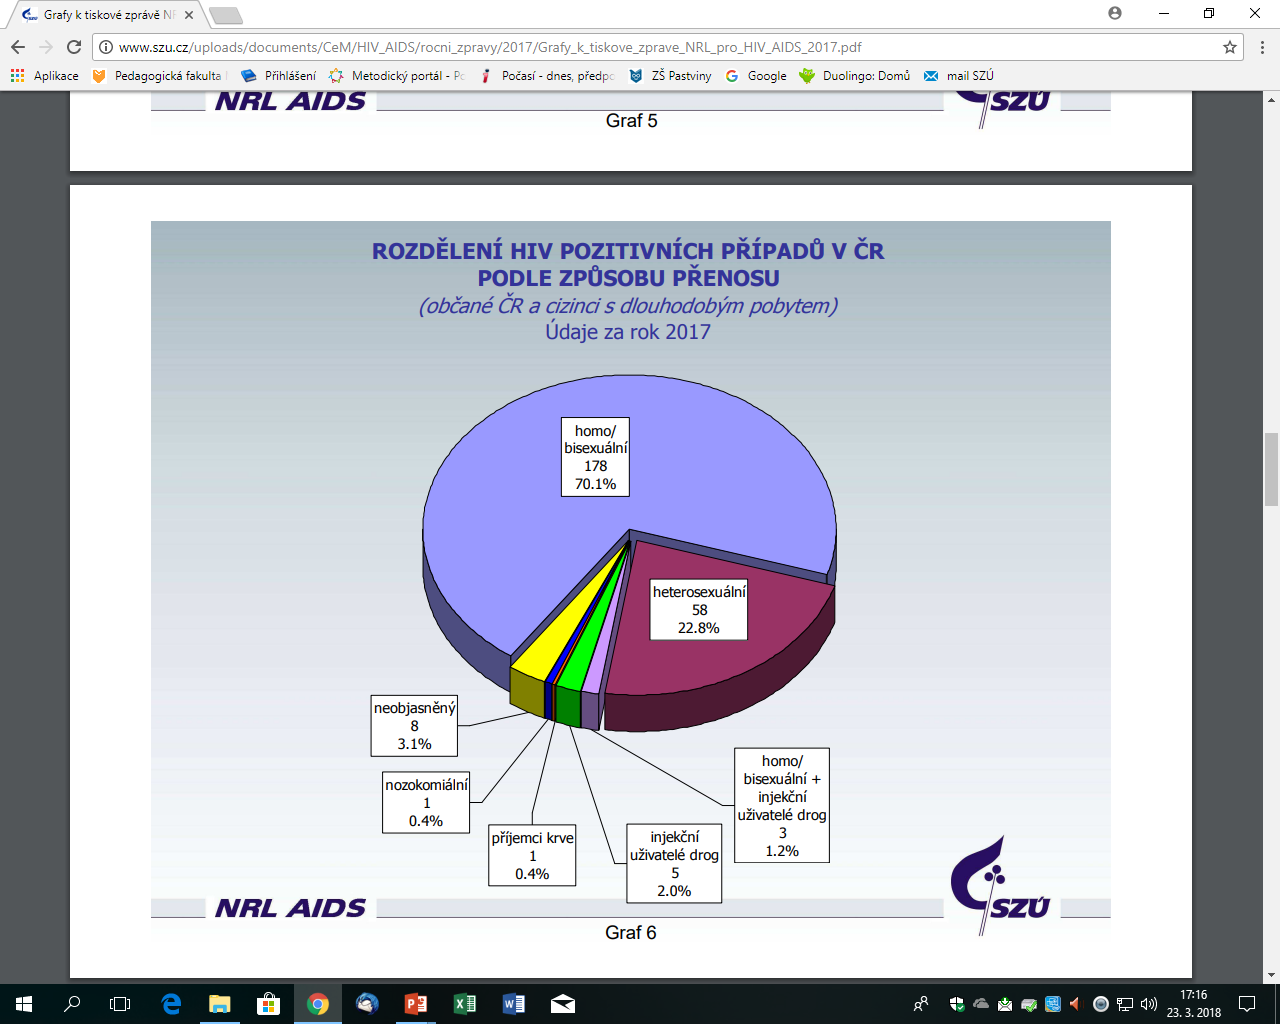 Grafy k tiskové zprávě NR
www.szu.cz/uploads/documents/CeM/HIV_AIDS/rocni_zpravy/2017/Grafy_k_tiskove_zprave_NRL_pro_HIV_AIDS_2017.pdf
Aplikace Pedagogická fakulta Přihlášení Metodický portál - Po Počasí - dnes, předpo ZŠ Pastviny Google Duolingo: Domů mail SZÚ
NRL AIDS SZÚ
Graf 5
ROZDĚLENÍ HIV POZITIVNÍCH PŘÍPADŮ V ČR
PODLE ZPŮSOBU PŘENOSU
(občané ČR a cizinci s dlouhodobým pobytem)
Údaje za rok 2017
homo/
bisexuální
178
70.1%
heterosexuální
58
22.8%
neobjasněný
8
3.1%
nozokomiální
1
0.4%
příjemci krve
1
0.4%
injekční
uživatelé drog
5
2.0%
homo/
bisexuální +
injekční
uživatelé drog
3
1.2%
NRL AIDS SZÚ
Graf 6
17:16
23. 3. 2018